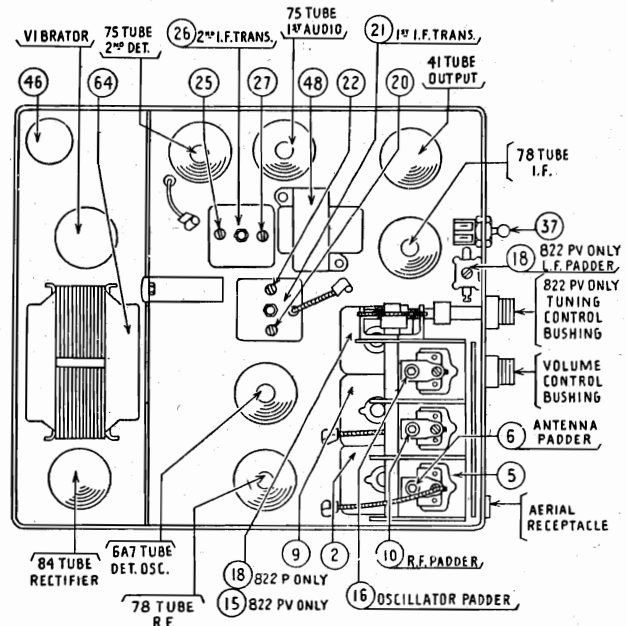 75 TUBE
2ND DET.
26 2ND I.F. TRANS.
75 TUBE
1ST AUDIO
21 1ST I.F. TRANS.
VIBRATOR
41 TUBE
OUTPUT
46
64
25
27
48
22
20
78 TUBE
I.F.
37
18 822 PV ONLY
L.F. PADDER
822 PV ONLY
TUNING
CONTROL
BUSHING
VOLUME
CONTROL
BUSHING
ANTENNA
6 PADDER
5
AERIAL
RECEPTACLE
84 TUBE
RECTIFIER
6A7 TUBE
DET. OSC.
78 TUBE
R.F.
18 822 P ONLY
15 822 PV ONLY
9
2
10 R.F. PADDER
16 OSCILLATOR PADDER